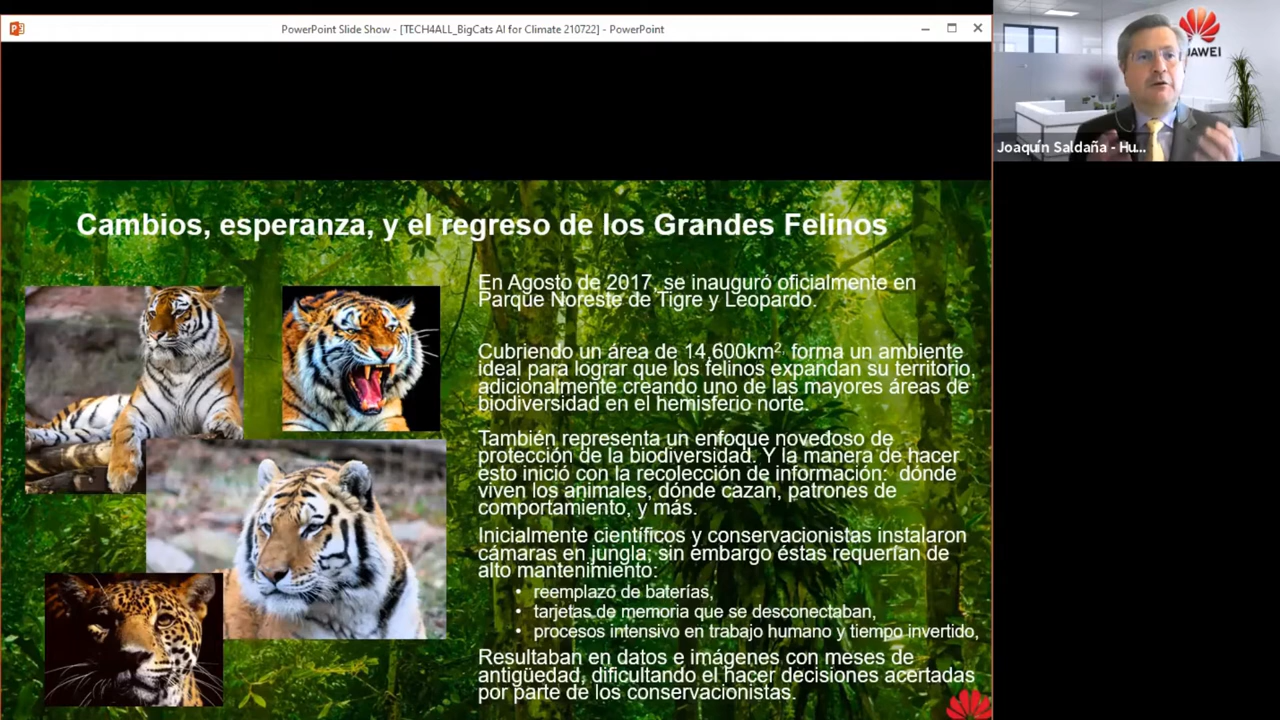 PowerPoint Slide Show - [TECH4ALL_BigCats AI for Climate 210722] - PowerPoint
AWEI
Joaquín Saldaña - Hu...
Cambios, esperanza, y el regreso de los Grandes Felinos
En Agosto de 2017, se inauguró oficialmente en
Parque Noreste de Tigre y Leopardo.
Cubriendo un área de 14,600km², forma un ambiente
ideal para lograr que los felinos expandan su territorio,
adicionalmente creando uno de las mayores áreas de
biodiversidad en el hemisferio norte.
También representa un enfoque novedoso de
protección de la biodiversidad. Y la manera de hacer
esto inició con la recolección de información: dónde
viven los animales, dónde cazan, patrones de
comportamiento, y más.
Inicialmente científicos y conservacionistas instalaron
cámaras en jungla; sin embargo éstas requerían de
alto mantenimiento:
• reemplazo de baterías,
• tarjetas de memoria que se desconectaban,
• procesos intensivo en trabajo humano y tiempo invertido,
Resultaban en datos e imágenes con meses de
antigüedad, dificultando el hacer decisiones acertadas
por parte de los conservacionistas.